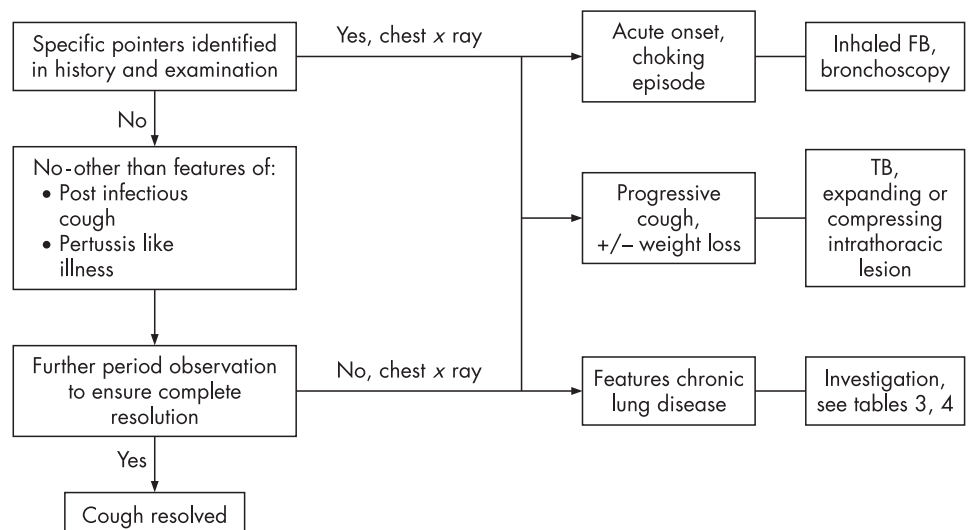 Specific pointers identified
in history and examination
Yes, chest x ray
Acute onset,
choking
episode
Inhaled FB,
bronchoscopy
No
No-other than features of:
• Post infectious
cough
• Pertussis like
illness
Progressive
cough,
+/– weight loss
TB,
expanding or
compressing
intrathoracic
lesion
Further period observation
to ensure complete
resolution
No, chest x ray
Features chronic
lung disease
Investigation,
see tables 3, 4
Yes
Cough resolved